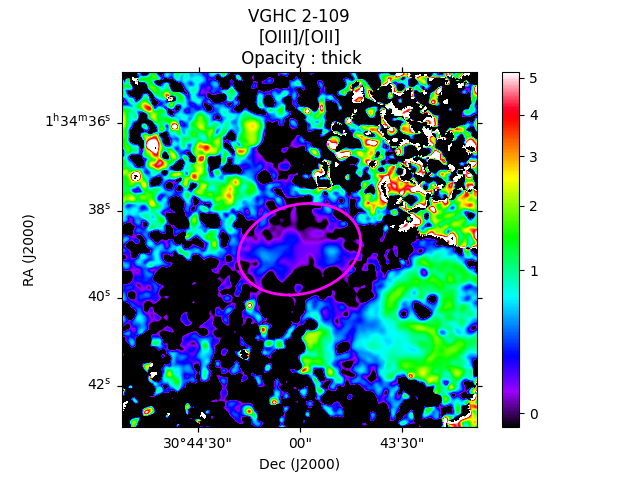 VGHC 2-109
[OIII]/[OII]
Opacity : thick
1ʰ34ᵐ36ˢ
38ˢ
40ˢ
42ˢ
RA (J2000)
30°44'30"
00"
43'30"
Dec (J2000)
5
4
3
2
1
0